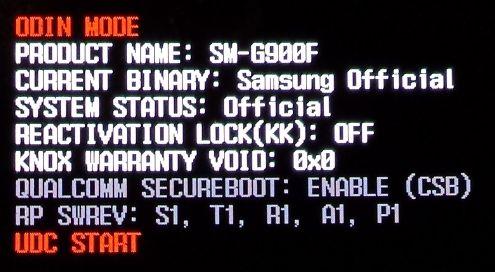 ODIN MODE
PRODUCT NAME: SM-G900F
CURRENT BINARY: Samsung Official
SYSTEM STATUS: Official
REACTIVATION LOCK(KK): OFF
KNOX WARRANTY VOID: 0x0
QUALCOMM SECUREBOOT: ENABLE (CSB)
RP SWREV: S1, T1, R1, A1, P1
UDC START